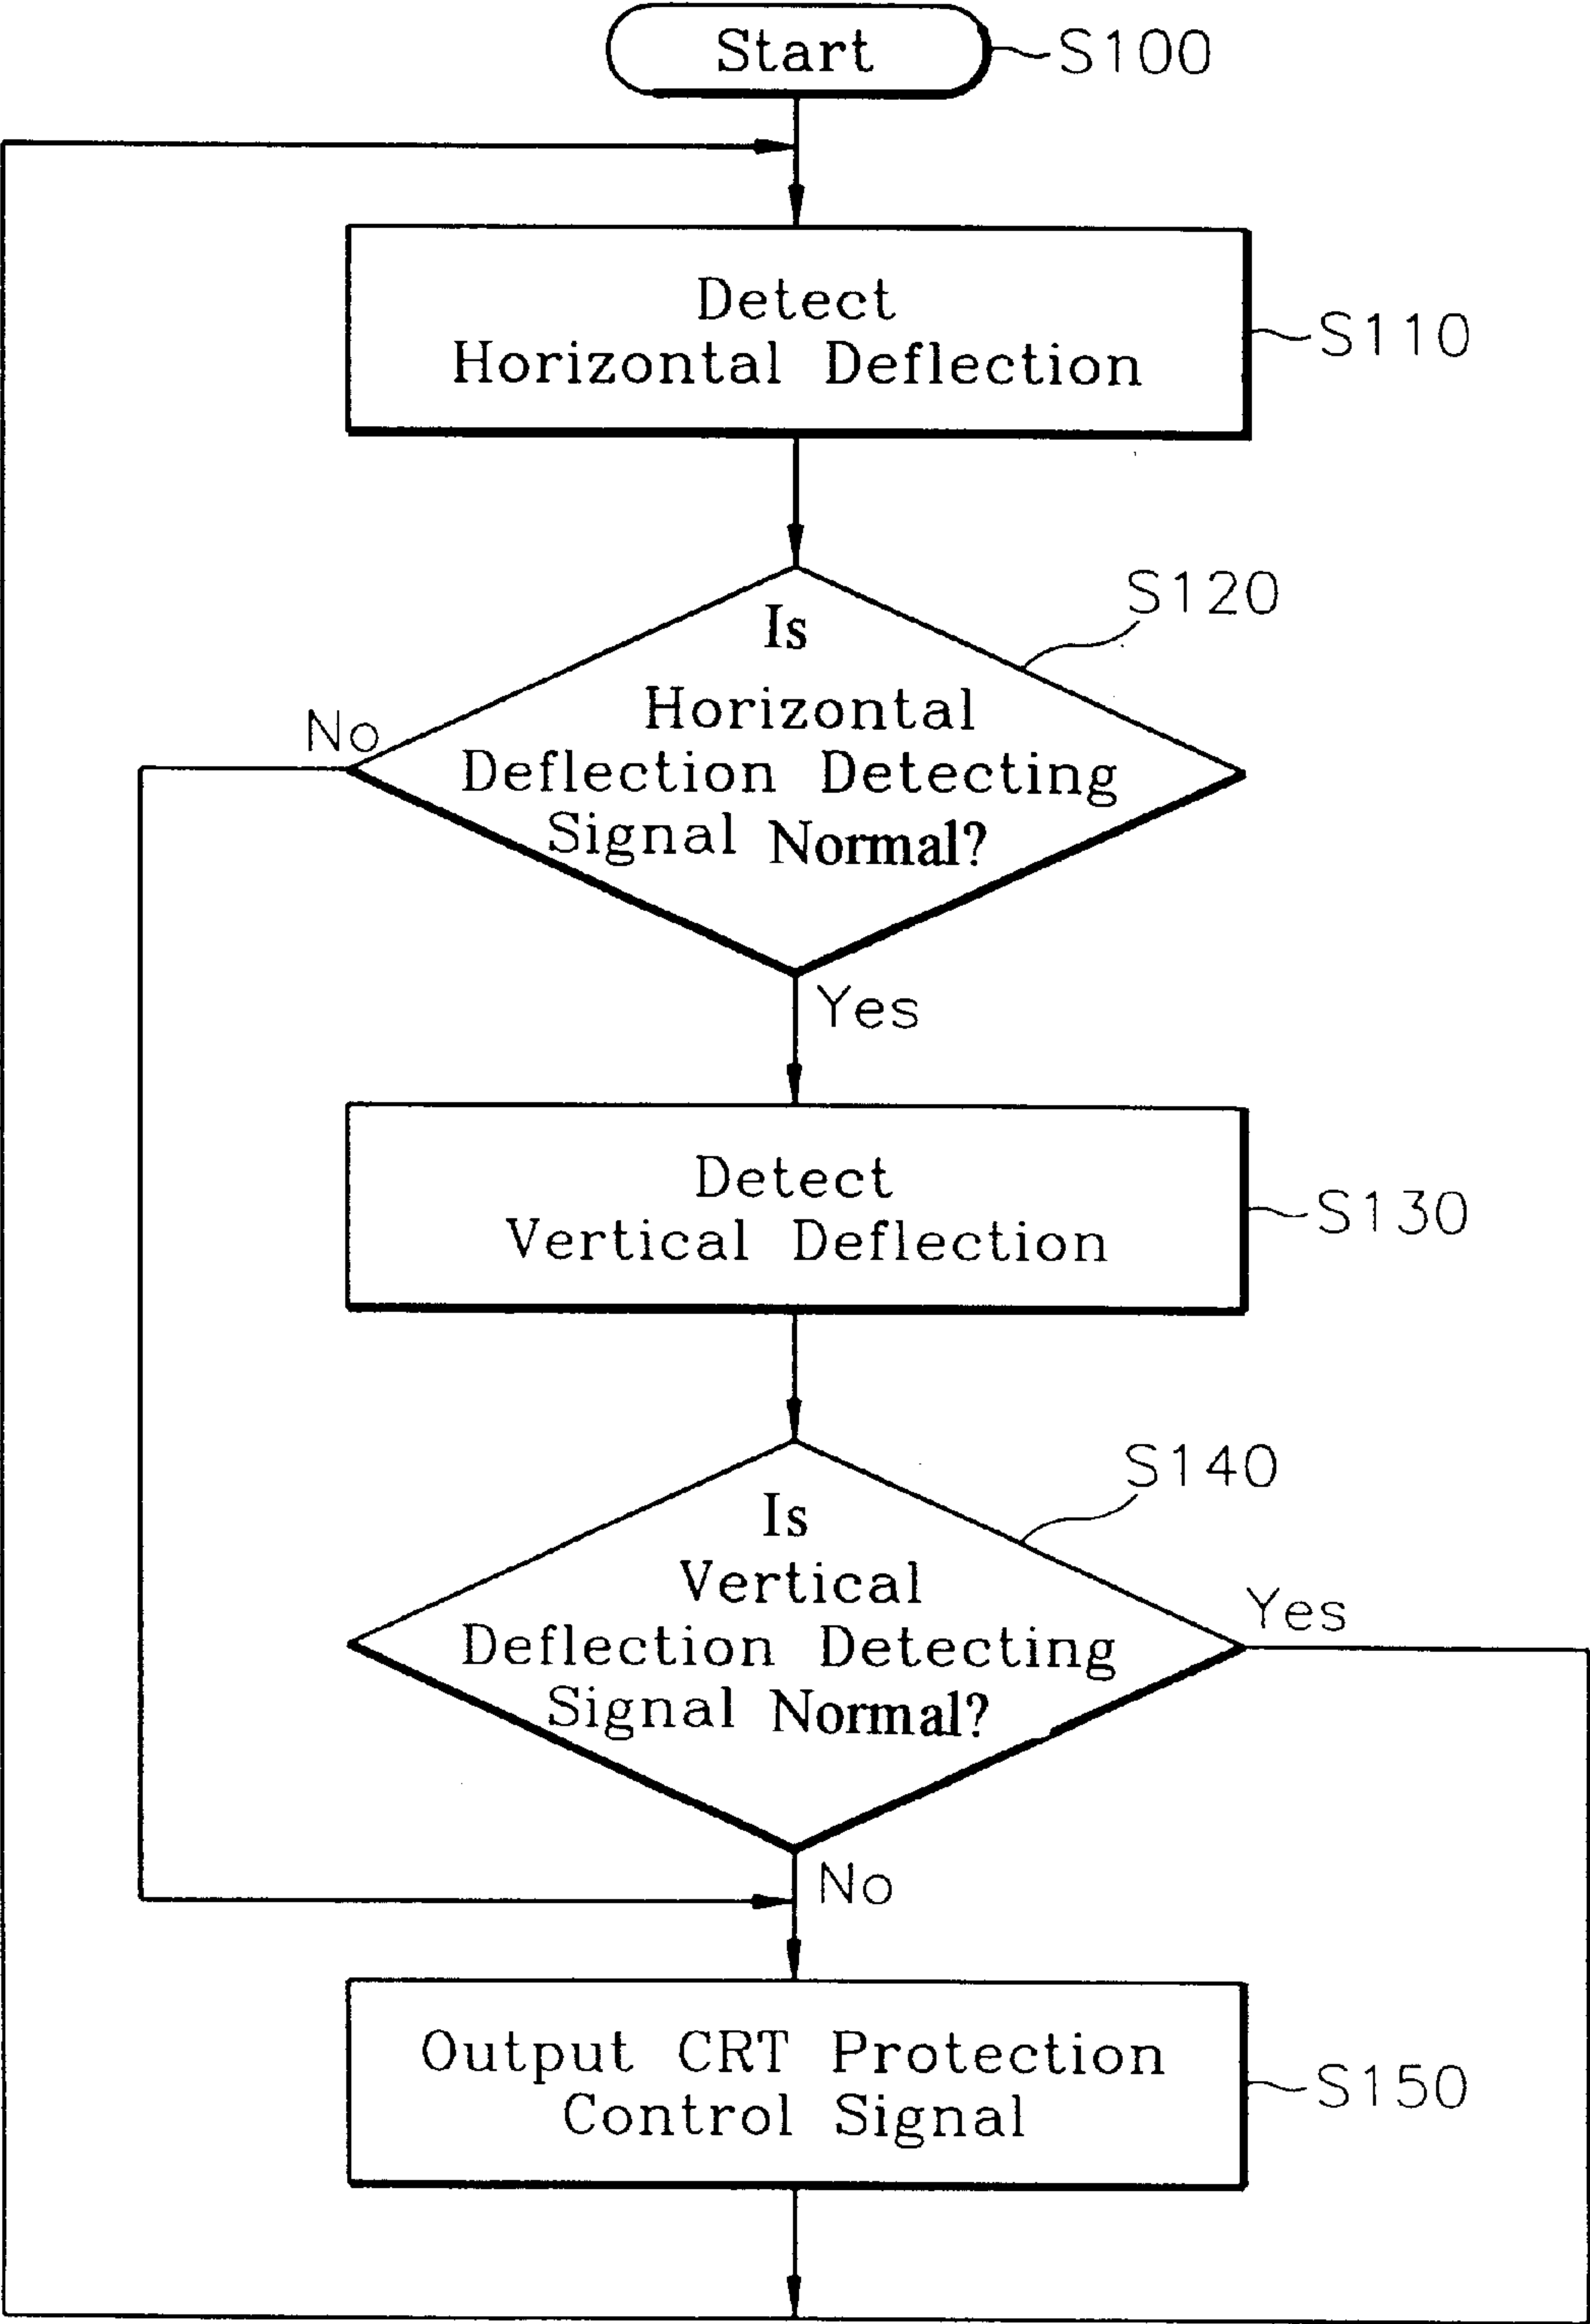 Start
S100
Detect
Horizontal Deflection
S110
S120
Is
Horizontal
Deflection Detecting
Signal Normal?
No
Yes
Detect
Vertical Deflection
S130
S140
Is
Vertical
Deflection Detecting
Signal Normal?
Yes
No
Output CRT Protection
Control Signal
S150